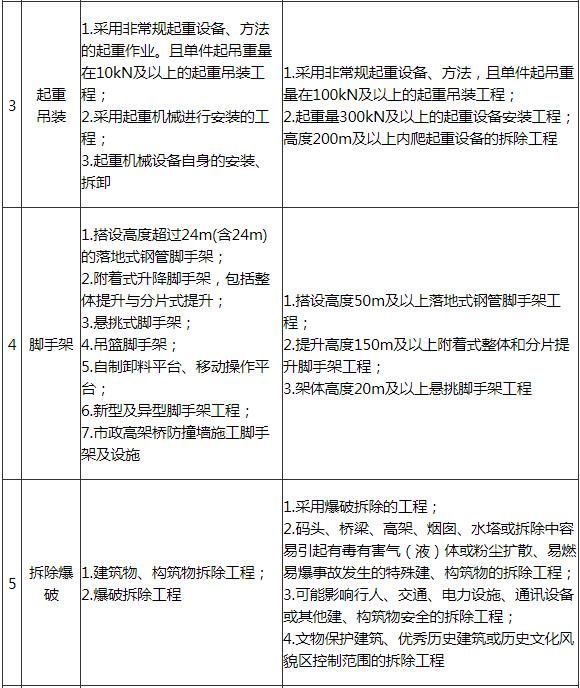 3
起重
吊装
1.采用非常规起重设备、方法
的起重作业。且单件起吊重量
在10kN及以上的起重吊装工
程；
2.采用起重机械进行安装的工
程；
3.起重机械设备自身的安装、
拆卸
1.采用非常规起重设备、方法，且单件起吊重
量在100kN及以上的起重吊装工程；
2.起重量300kN及以上的起重设备安装工程；
高度200m及以上内爬起重设备的拆除工程
4
脚手架
1.搭设高度超过24m(含24m)
的落地式钢管脚手架；
2.附着式升降脚手架，包括整
体提升与分片式提升；
3.悬挑式脚手架；
4.吊篮脚手架；
5.自制卸料平台、移动操作平
台；
6.新型及异型脚手架工程；
7.市政高架桥防撞墙施工脚手
架及设施
1.搭设高度50m及以上落地式钢管脚手架工
程；
2.提升高度150m及以上附着式整体和分片提
升脚手架工程；
3.架体高度20m及以上悬挑脚手架工程
5
拆除爆
破
1.建筑物、构筑物拆除工程；
2.爆破拆除工程
1.采用爆破拆除的工程；
2.码头、桥梁、高架、烟囱、水塔或拆除中容
易引起有毒有害气（液）体或粉尘扩散、易燃
易爆事故发生的特殊建、构筑物的拆除工程；
3.可能影响行人、交通、电力设施、通讯设备
或其他建、构筑物安全的拆除工程；
4.文物保护建筑、优秀历史建筑或历史文化风
貌区控制范围的拆除工程